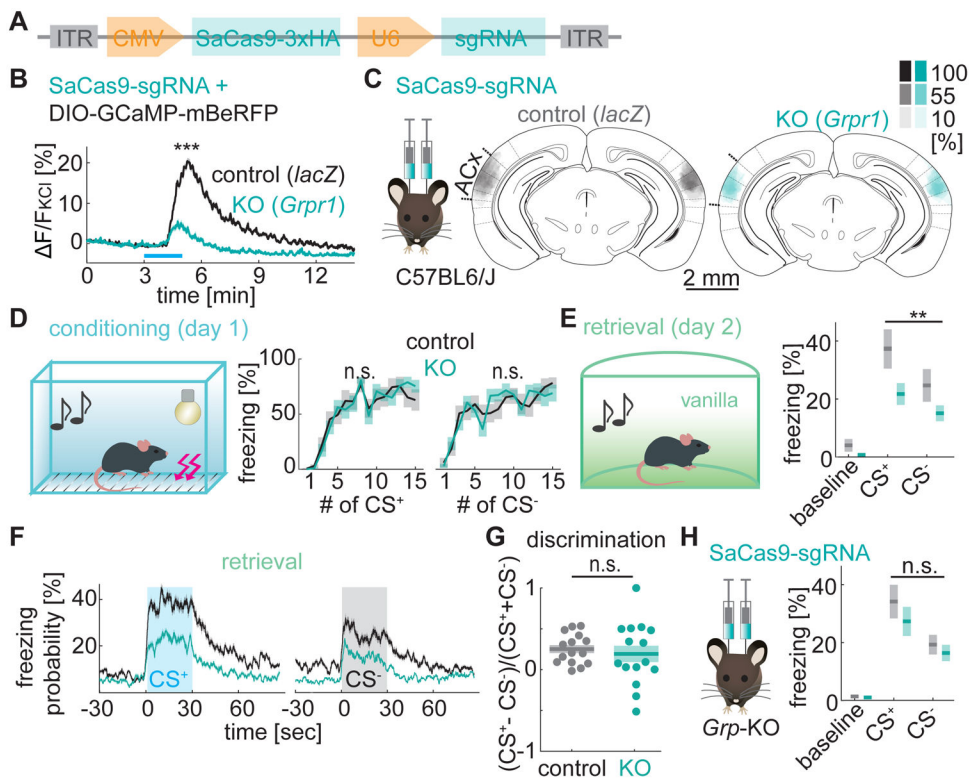 A
ITR CMV SaCas9-3xHA U6 sgRNA ITR
B
SaCas9-sgRNA +
DIO-GCaMP-mBeRFP
ΔF/FKCl [%]
20
10
0
***
control (lacZ)
KO (Grpr1)
0 3 6 9 12
time [min]
C SaCas9-sgRNA
control (lacZ)
KO (Grpr1)
100
55
10
[%]
ACx
C57BL6/J
2 mm
D conditioning (day 1)
freezing [%]
100
50
0
control
KO
n.s.
n.s.
1 5 10 15
# of CS+
1 5 10 15
# of CS-
E retrieval (day 2)
vanilla
freezing [%]
40
20
0
**
baseline
CS+
CS-
F
retrieval
freezing
probability [%]
40
20
CS+
CS-
-30 0 30 60
-30 0 30 60
time [sec]
G
discrimination
n.s.
(CS+- CS-)/(CS++CS-)
1
0
-1
control KO
H
SaCas9-sgRNA
Grp-KO
freezing [%]
40
20
0
n.s.
baseline
CS+
CS-